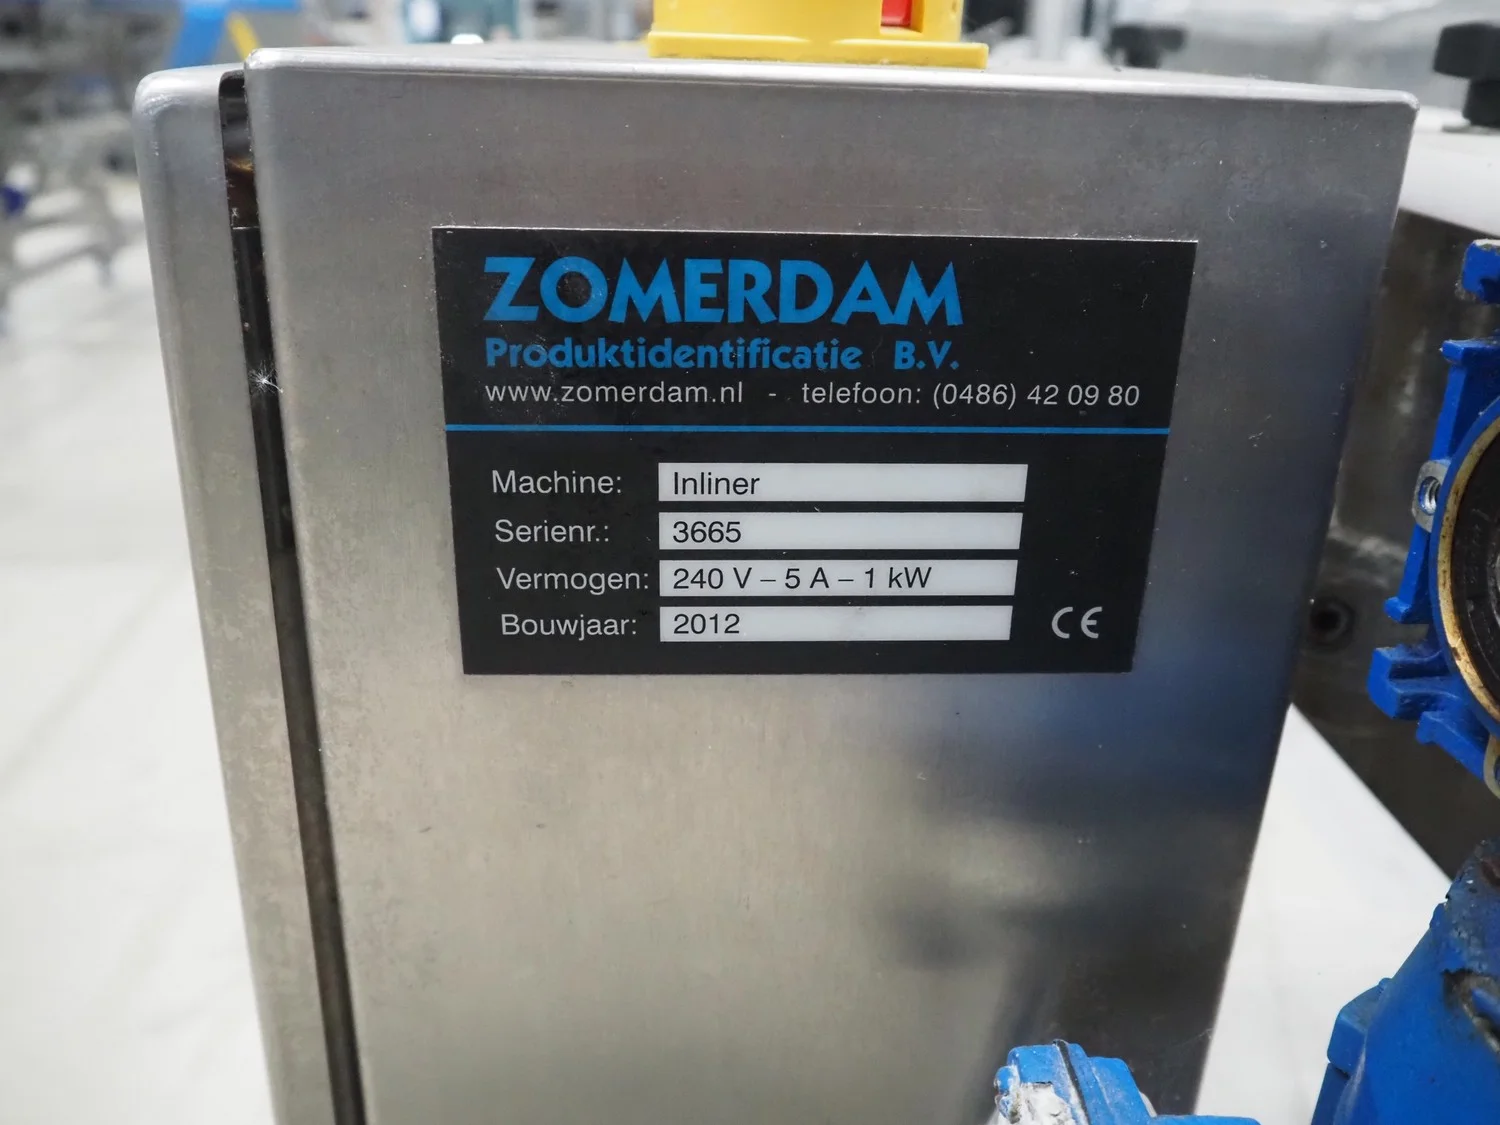 ZOMERDAM
Produktidentificatie B.V.
www.zomerdam.nl - telefoon: (0486) 42 09 80
Machine: Inliner
Serienr.: 3665
Vermogen: 240 V – 5 A – 1 kW
Bouwjaar: 2012
CE